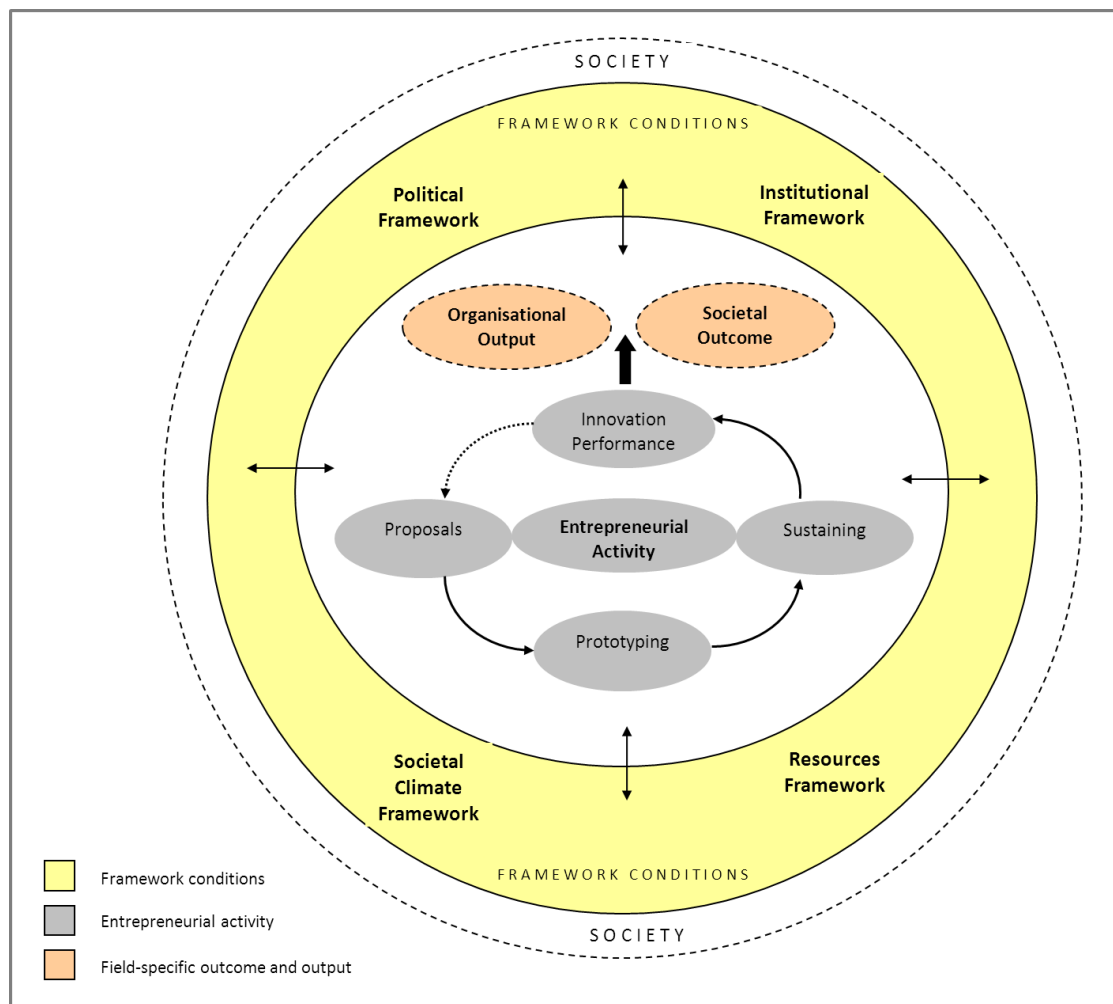 SOCIETY
FRAMEWORK CONDITIONS
Political
Framework
Institutional
Framework
Organisational
Output
Societal
Outcome
Innovation
Performance
Proposals
Entrepreneurial
Activity
Sustaining
Prototyping
Societal
Climate
Framework
Resources
Framework
FRAMEWORK CONDITIONS
SOCIETY
Framework conditions
Entrepreneurial activity
Field-specific outcome and output